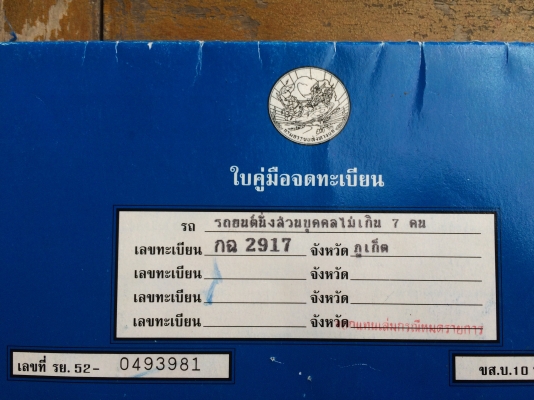 ใบคู่มือจดทะเบียน
รถ รถยนต์นั่งส่วนบุคคลไม่เกิน 7 คน
เลขทะเบียน กฉ 2917 จังหวัด ภูเก็ต
เลขทะเบียน จังหวัด
เลขทะเบียน จังหวัด
เลขทะเบียน จังหวัด
เลขที่ รย. 52- 0493981
ขส.บ.10